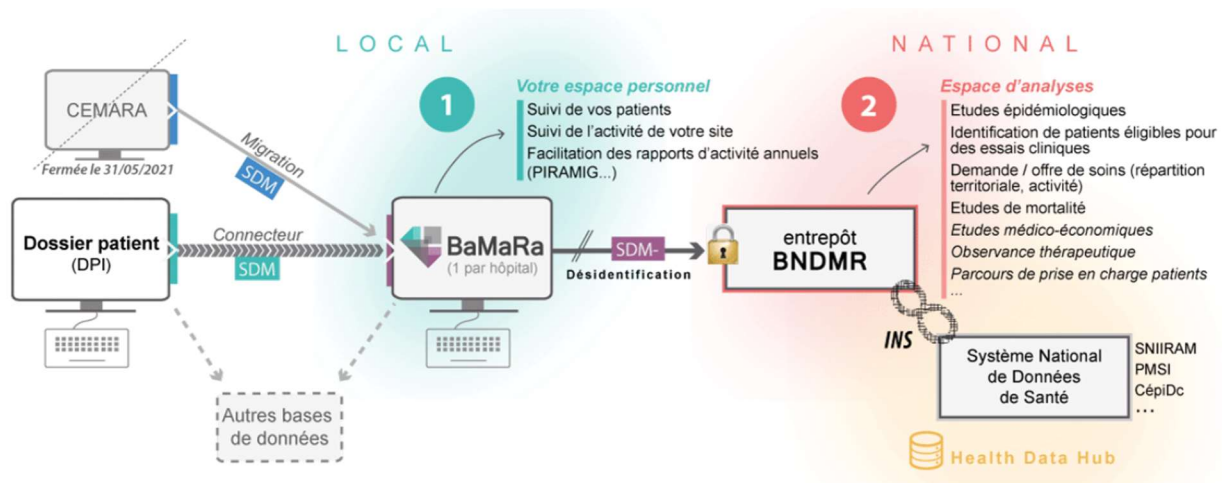 LOCAL
NATIONAL
CEMARA
Fermée le 31/05/2021
Migration
SDM
Dossier patient
(DPI)
Connecteur
SDM
1
Votre espace personnel
Suivi de vos patients
Suivi de l'activité de votre site
Facilitation des rapports d'activité annuels
(PIRAMIG...)
BaMaRa
(1 par hôpital)
SDM-
Désidentification
Autres bases
de données
2
Espace d'analyses
Etudes épidémiologiques
Identification de patients éligibles pour
des essais cliniques
Demande / offre de soins (répartition
territoriale, activité)
Etudes de mortalité
Etudes médico-économiques
Observance thérapeutique
Parcours de prise en charge patients
...
entrepôt
BNDMR
INS
Système National
de Données
de Santé
SNIIRAM
PMSI
CépiDc
...
Health Data Hub